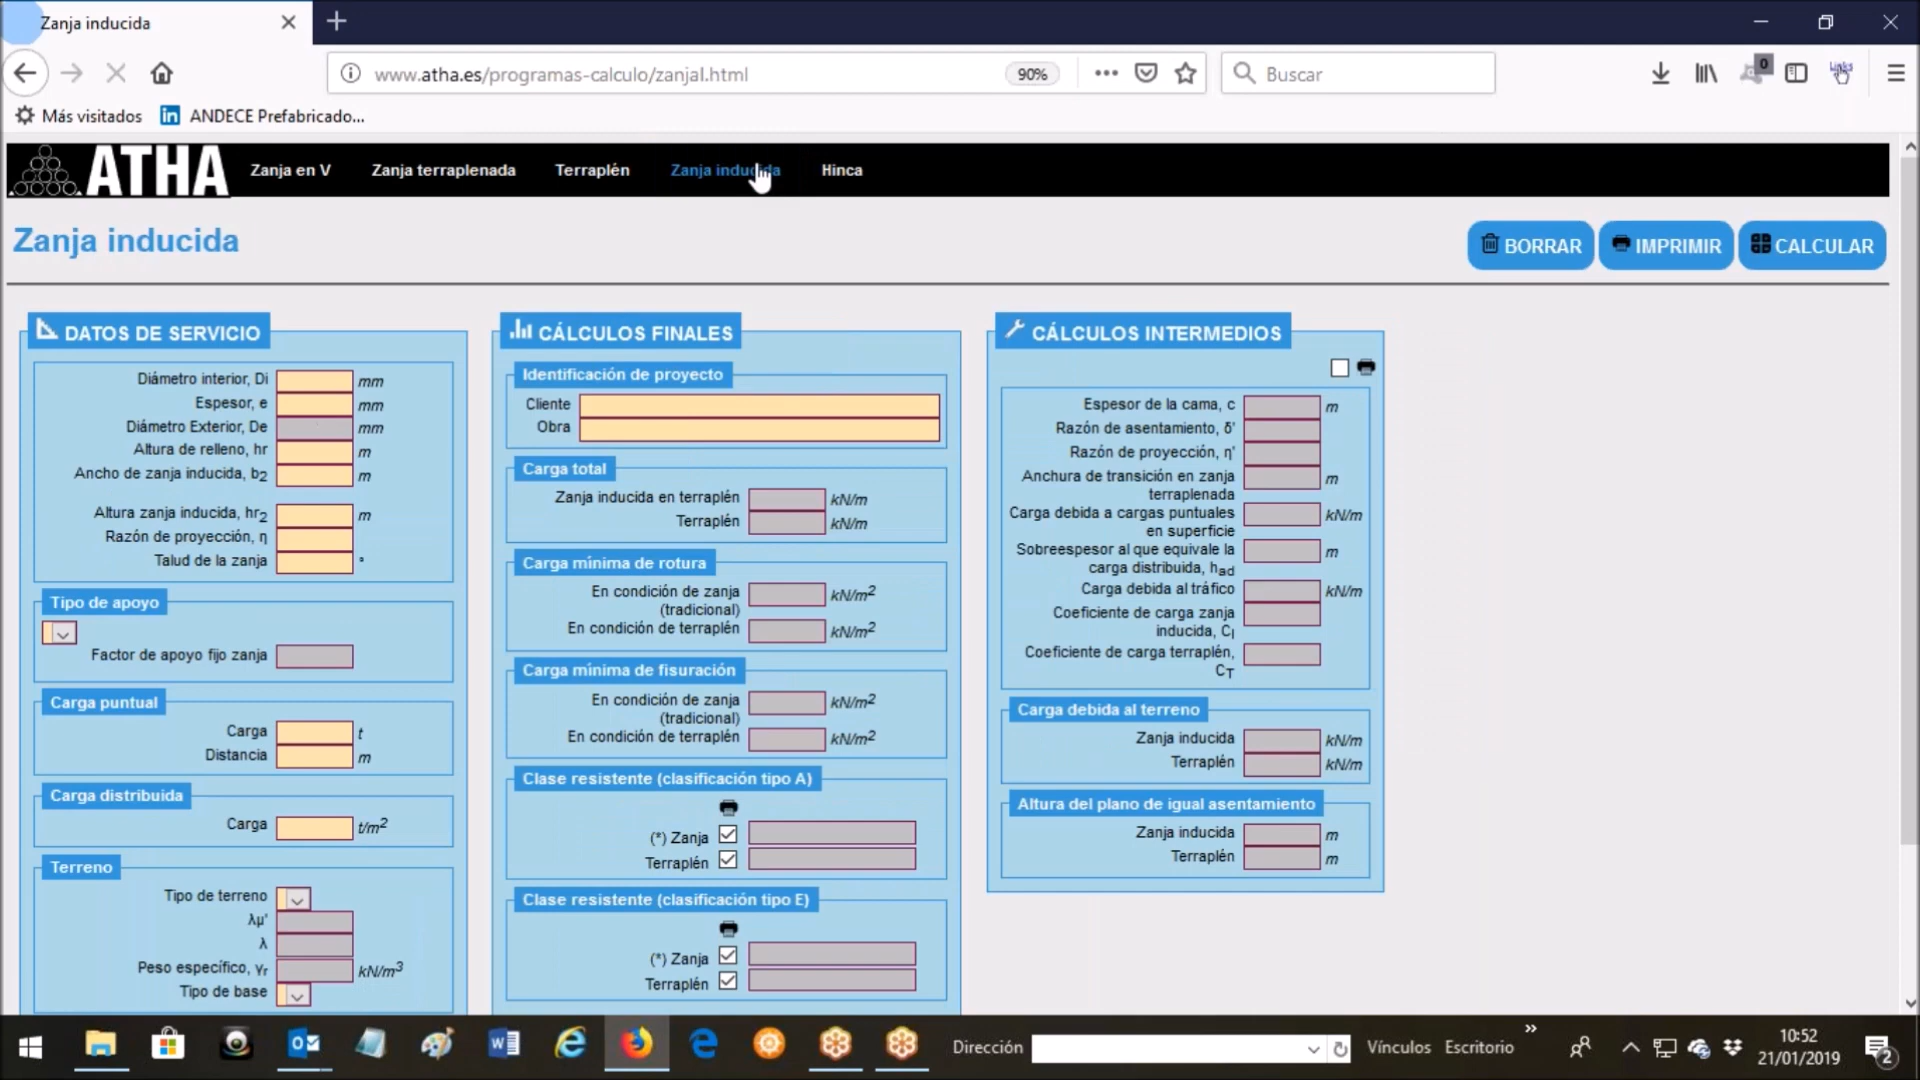 Zanja inducida
www.atha.es/programas-calculo/zanjaI.html
90%
Buscar
0
Links
Más visitados
ANDECE Prefabricado...
ATHA
Zanja en V
Zanja terraplenada
Terraplén
Zanja inducida
Hinca
Zanja inducida
BORRAR
IMPRIMIR
CALCULAR
DATOS DE SERVICIO
Diámetro interior, Di mm
Espesor, e mm
Diámetro Exterior, De mm
Altura de relleno, hr m
Ancho de zanja inducida, b2 m
Altura zanja inducida, hr2 m
Razón de proyección, η
Talud de la zanja °
Tipo de apoyo
Factor de apoyo fijo zanja
Carga puntual
Carga t
Distancia m
Carga distribuida
Carga t/m2
Terreno
Tipo de terreno
λμ'
λ
Peso específico, γr kN/m3
Tipo de base
CÁLCULOS FINALES
Identificación de proyecto
Cliente
Obra
Carga total
Zanja inducida en terraplén kN/m
Terraplén kN/m
Carga mínima de rotura
En condición de zanja
(tradicional) kN/m2
En condición de terraplén kN/m2
Carga mínima de fisuración
En condición de zanja
(tradicional) kN/m2
En condición de terraplén kN/m2
Clase resistente (clasificación tipo A)
(*) Zanja
Terraplén
Clase resistente (clasificación tipo E)
(*) Zanja
Terraplén
CÁLCULOS INTERMEDIOS
Espesor de la cama, c m
Razón de asentamiento, δ'
Razón de proyección, η'
Anchura de transición en zanja
terraplenada m
Carga debida a cargas puntuales
en superficie kN/m
Sobreespesor al que equivale la
carga distribuida, had m
Carga debida al tráfico kN/m
Coeficiente de carga zanja
inducida, CI
Coeficiente de carga terraplén,
CT
Carga debida al terreno
Zanja inducida kN/m
Terraplén kN/m
Altura del plano de igual asentamiento
Zanja inducida m
Terraplén m
Dirección
Vínculos
Escritorio
10:52
21/01/2019
2